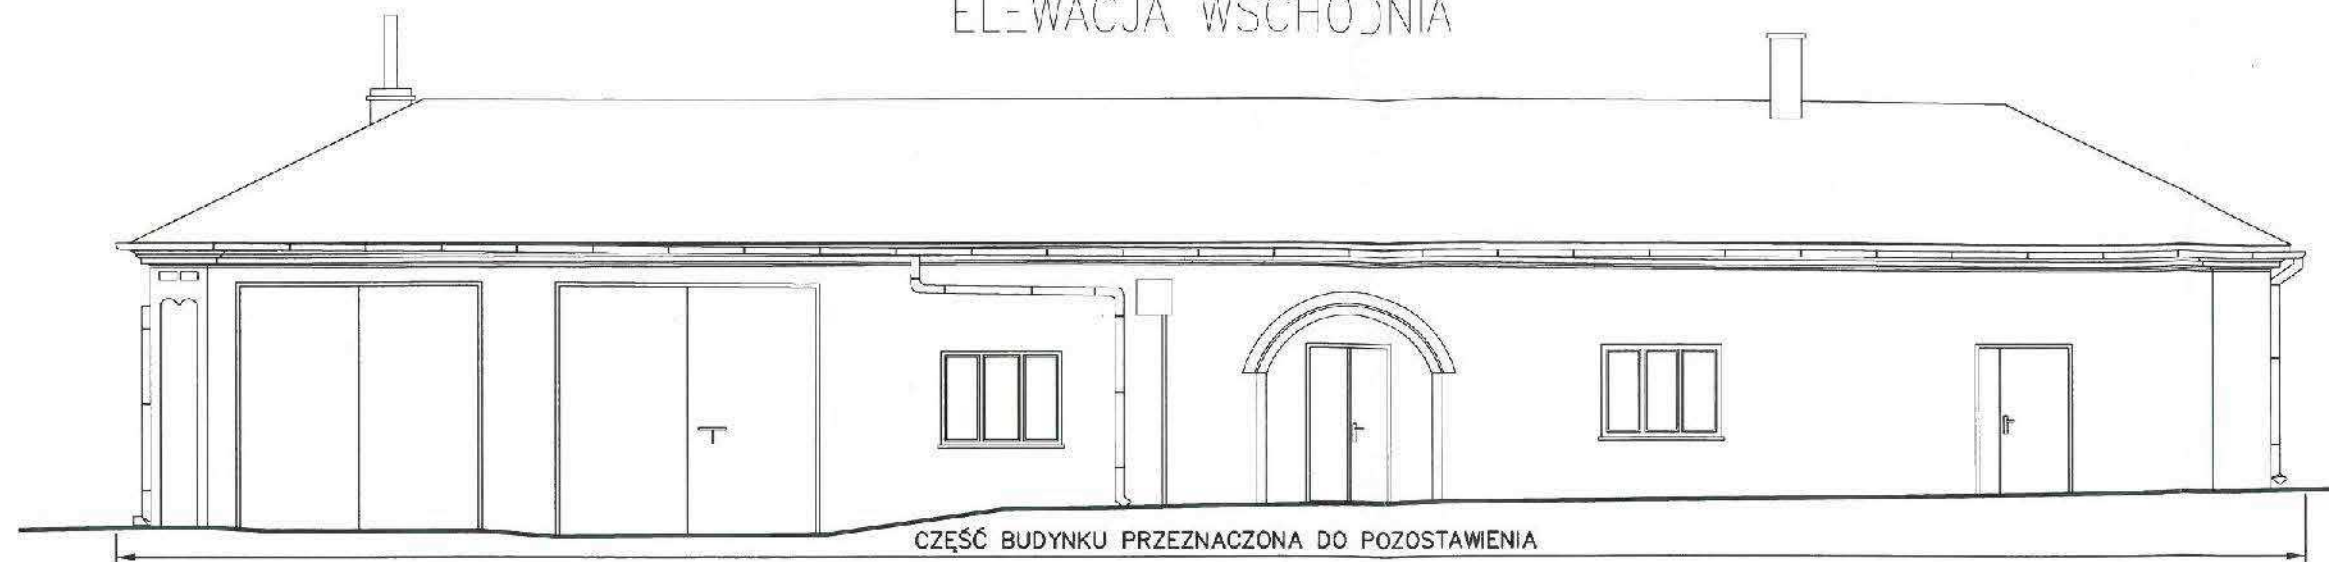 ELEWACJA WSCHODNIA
CZĘŚĆ BUDYNKU PRZEZNACZONA DO POZOSTAWIENIA